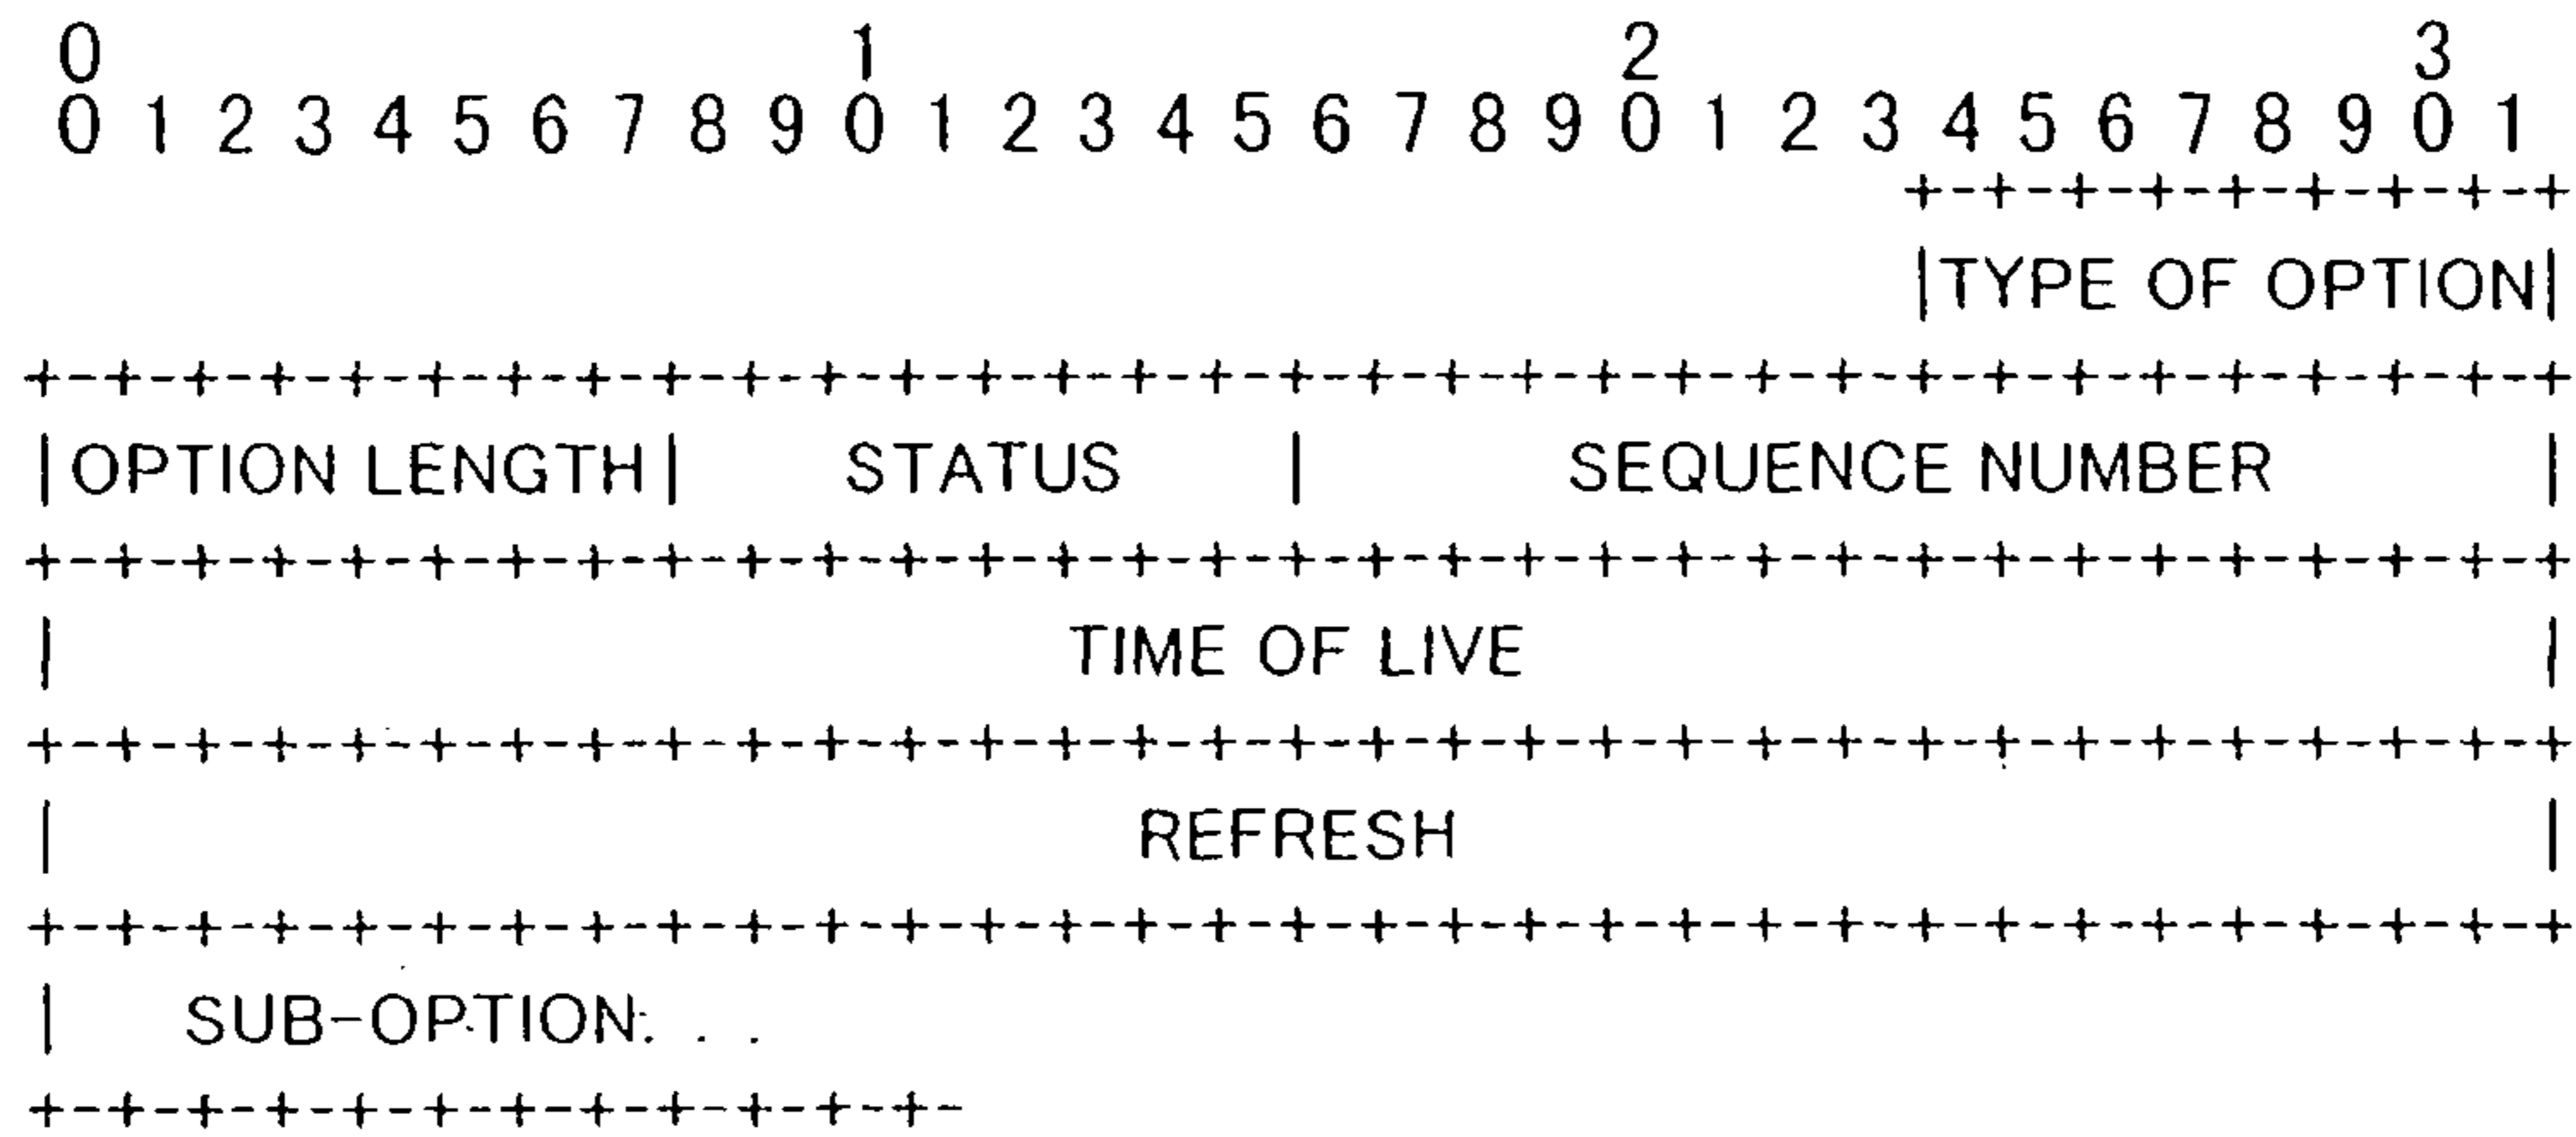 0 1 2 3
0 1 2 3 4 5 6 7 8 9 0 1 2 3 4 5 6 7 8 9 0 1 2 3 4 5 6 7 8 9 0 1
+-+-+-+-+-+-+-+-+
|TYPE OF OPTION|
+-+-+-+-+-+-+-+-+-+-+-+-+-+-+-+-+-+-+-+-+-+-+-+-+-+-+-+-+-+-+-+-+
|OPTION LENGTH| STATUS | SEQUENCE NUMBER |
+-+-+-+-+-+-+-+-+-+-+-+-+-+-+-+-+-+-+-+-+-+-+-+-+-+-+-+-+-+-+-+-+
| TIME OF LIVE |
+-+-+-+-+-+-+-+-+-+-+-+-+-+-+-+-+-+-+-+-+-+-+-+-+-+-+-+-+-+-+-+-+
| REFRESH |
+-+-+-+-+-+-+-+-+-+-+-+-+-+-+-+-+-+-+-+-+-+-+-+-+-+-+-+-+-+-+-+-+
| SUB-OPTION. . .
+-+-+-+-+-+-+-+-+-+-+-+-